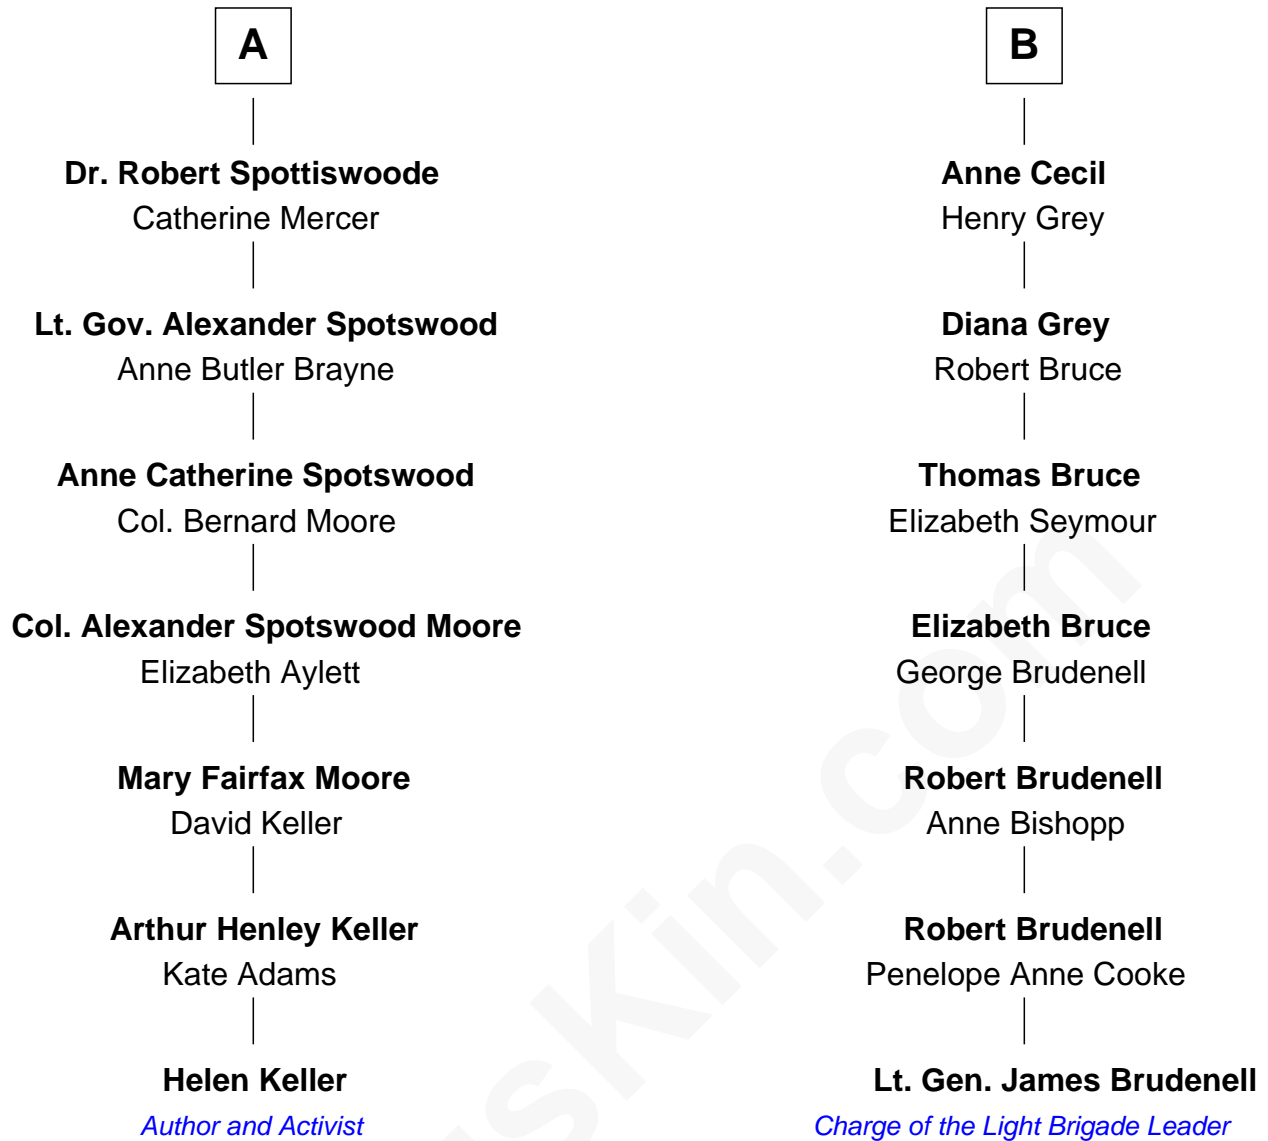 A
Dr. Robert Spottiswoode
Catherine Mercer
Lt. Gov. Alexander Spotswood
Anne Butler Brayne
Anne Catherine Spotswood
Col. Bernard Moore
Col. Alexander Spotswood Moore
Elizabeth Aylett
Mary Fairfax Moore
David Keller
Arthur Henley Keller
Kate Adams
Helen Keller
Author and Activist
B
Anne Cecil
Henry Grey
Diana Grey
Robert Bruce
Thomas Bruce
Elizabeth Seymour
Elizabeth Bruce
George Brudenell
Robert Brudenell
Anne Bishopp
Robert Brudenell
Penelope Anne Cooke
Lt. Gen. James Brudenell
Charge of the Light Brigade Leader